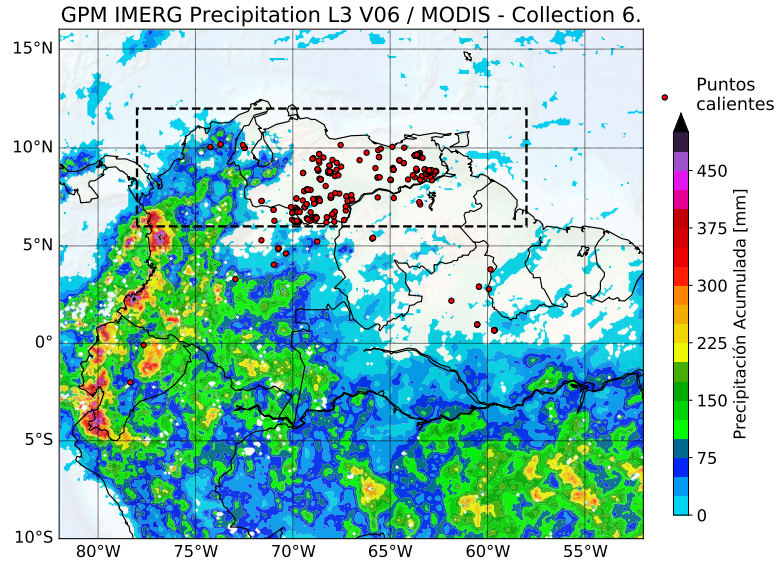 GPM IMERG Precipitation L3 V06 / MODIS - Collection 6.
15°N
10°N
5°N
0°
5°S
10°S
80°W
75°W
70°W
65°W
60°W
55°W
Puntos
calientes
450
375
300
225
150
75
0
Precipitación Acumulada [mm]